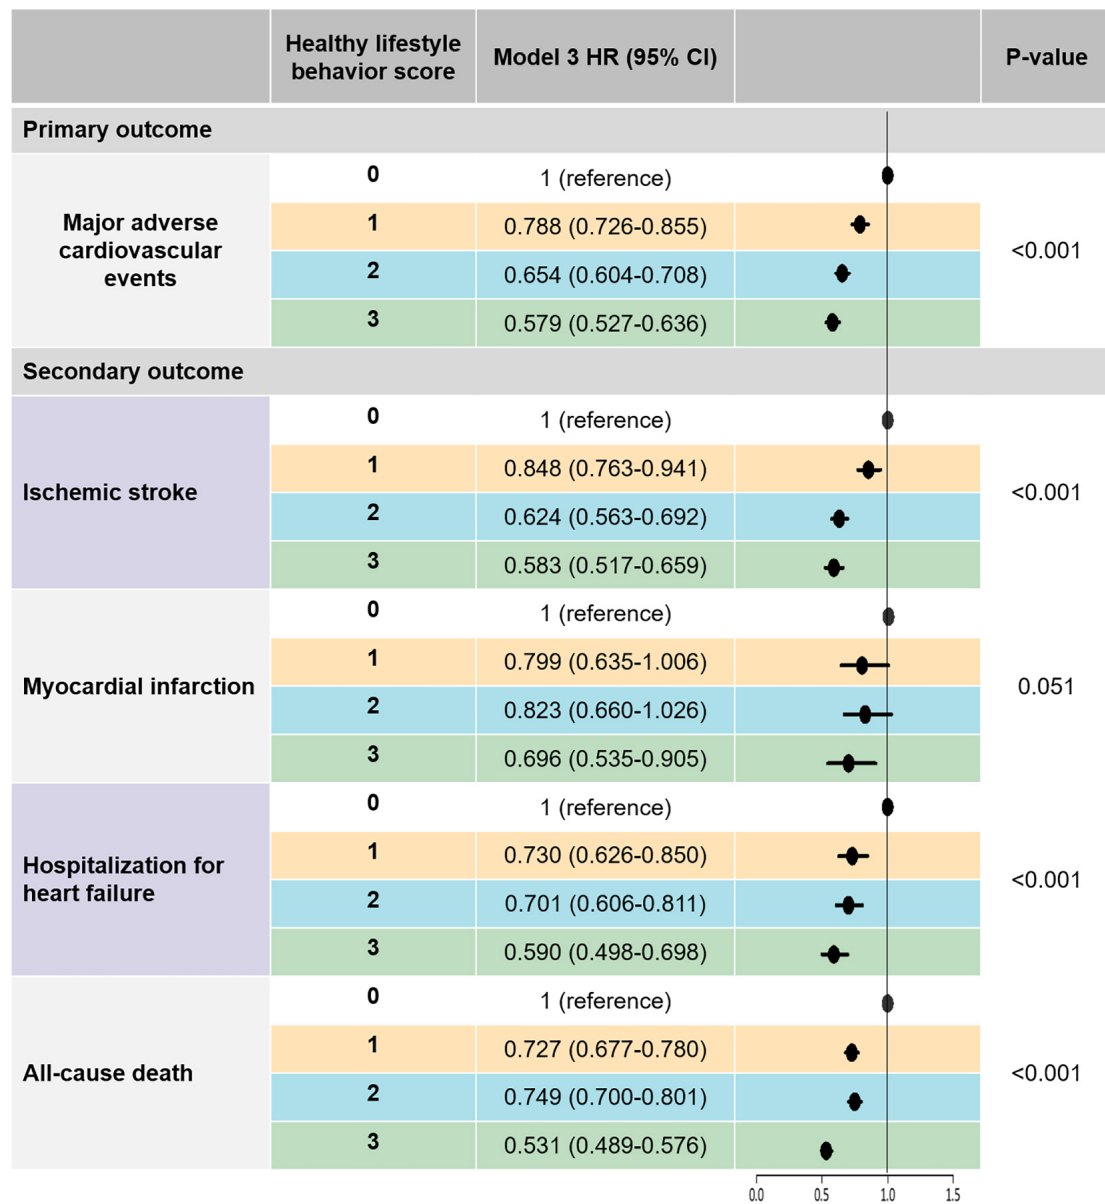 Healthy lifestyle
behavior score
Model 3 HR (95% CI)
P-value
Primary outcome
Major adverse
cardiovascular
events
0
1 (reference)
1
0.788 (0.726-0.855)
2
0.654 (0.604-0.708)
3
0.579 (0.527-0.636)
<0.001
Secondary outcome
Ischemic stroke
0
1 (reference)
1
0.848 (0.763-0.941)
2
0.624 (0.563-0.692)
3
0.583 (0.517-0.659)
<0.001
Myocardial infarction
0
1 (reference)
1
0.799 (0.635-1.006)
2
0.823 (0.660-1.026)
3
0.696 (0.535-0.905)
0.051
Hospitalization for
heart failure
0
1 (reference)
1
0.730 (0.626-0.850)
2
0.701 (0.606-0.811)
3
0.590 (0.498-0.698)
<0.001
All-cause death
0
1 (reference)
1
0.727 (0.677-0.780)
2
0.749 (0.700-0.801)
3
0.531 (0.489-0.576)
<0.001
0.0 0.5 1.0 1.5